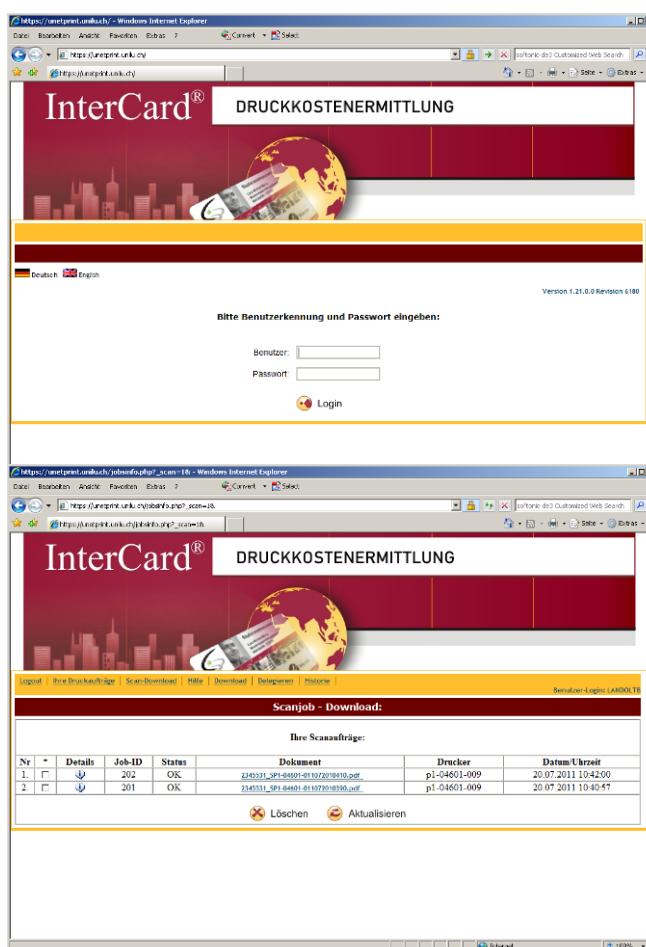 https://unetprint.unilu.ch/ - Windows Internet Explorer
Datei Bearbeiten Ansicht Favoriten Extras ? Convert Select
https://unetprint.unilu.ch/ softonic-de3 Customized Web Search
https://unetprint.unilu.ch/ Seite Extras
InterCard® DRUCKKOSTENERMITTLUNG
Deutsch English
Version 1.21.0.0 Revision 6180
Bitte Benutzerkennung und Passwort eingeben:
Benutzer:
Passwort:
Login
https://unetprint.unilu.ch/jobsinfo.php?_scan=1& - Windows Internet Explorer
Datei Bearbeiten Ansicht Favoriten Extras ? Convert Select
https://unetprint.unilu.ch/jobsinfo.php?_scan=1& softonic-de3 Customized Web Search
https://unetprint.unilu.ch/jobsinfo.php?_scan=1& Seite Extras
InterCard® DRUCKKOSTENERMITTLUNG
Logout | Ihre Druckaufträge | Scan-Download | Hilfe | Download | Delegieren | Historie |
Benutzer-Login: LANDOLTB
Scanjob - Download:
Ihre Scanaufträge:
Nr * Details Job-ID Status Dokument Drucker Datum/Uhrzeit
1. 202 OK 2345531_SP1-04601-011072010410.pdf p1-04601-009 20.07.2011 10:42:00
2. 201 OK 2345531_SP1-04601-011072010390.pdf p1-04601-009 20.07.2011 10:40:57
Löschen Aktualisieren
Internet 100%